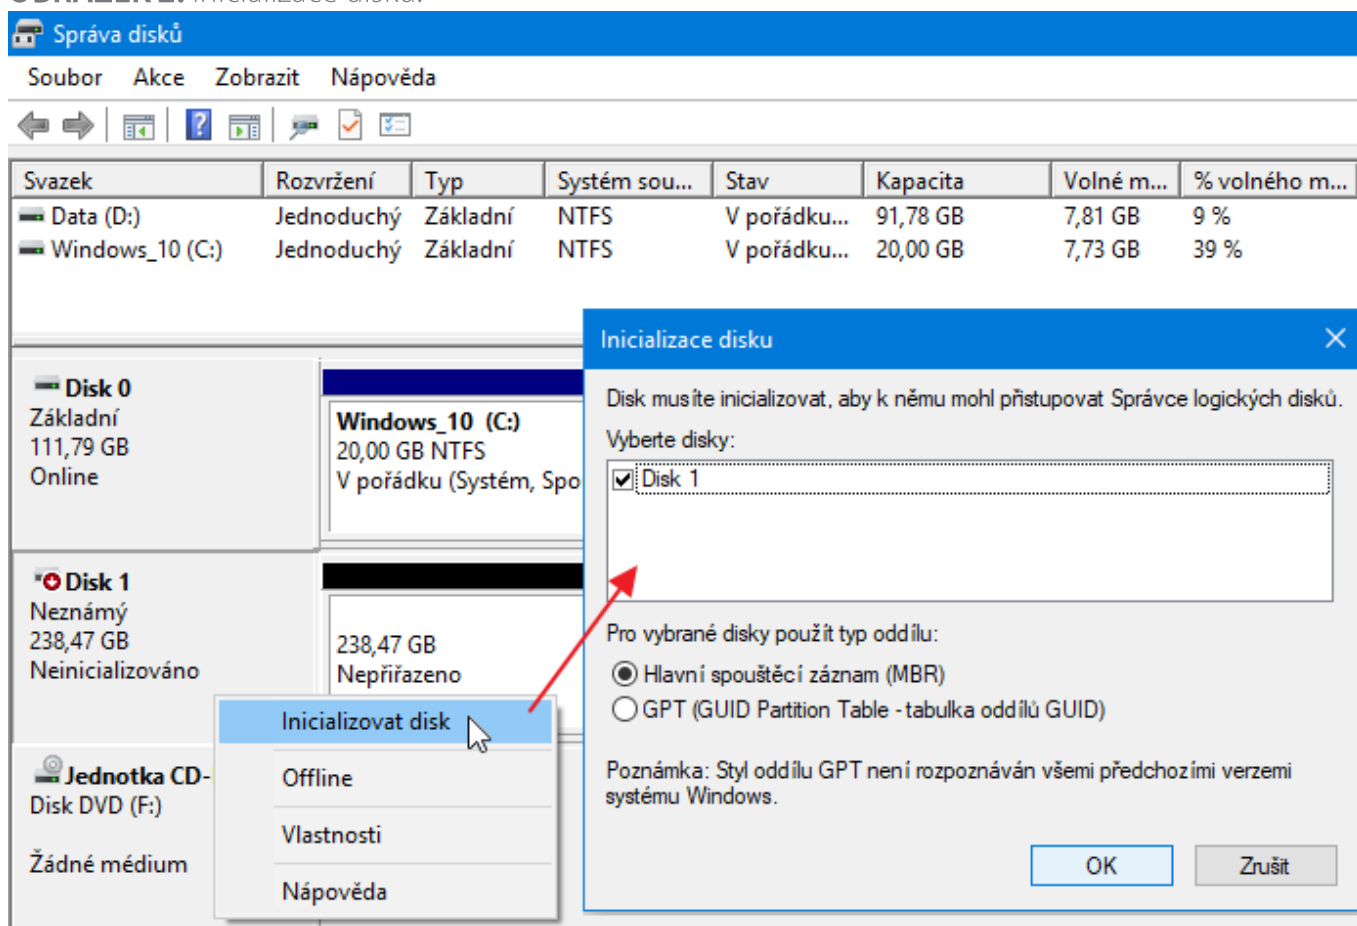 OBRÁZEK 2: Inicializace disku.
Správa disků
Soubor Akce Zobrazit Nápověda
Svazek Rozvržení Typ Systém sou... Stav Kapacita Volné m... % volného m...
Data (D:) Jednoduchý Základní NTFS V pořádku... 91,78 GB 7,81 GB 9 %
Windows_10 (C:) Jednoduchý Základní NTFS V pořádku... 20,00 GB 7,73 GB 39 %
Disk 0
Základní
111,79 GB
Online
Windows_10 (C:)
20,00 GB NTFS
V pořádku (Systém, Spo
Disk 1
Neznámý
238,47 GB
Neinicializováno
238,47 GB
Nepřiřazeno
Inicializovat disk
Offline
Vlastnosti
Nápověda
Jednotka CD-
Disk DVD (F:)
Žádné médium
Inicializace disku
Disk musíte inicializovat, aby k němu mohl přistupovat Správce logických disků.
Vyberte disky:
Disk 1
Pro vybrané disky použít typ oddílu:
Hlavní spouštěcí záznam (MBR)
GPT (GUID Partition Table - tabulka oddílů GUID)
Poznámka: Styl oddílu GPT není rozpoznáván všemi předchozími verzemi
systému Windows.
OK Zrušit